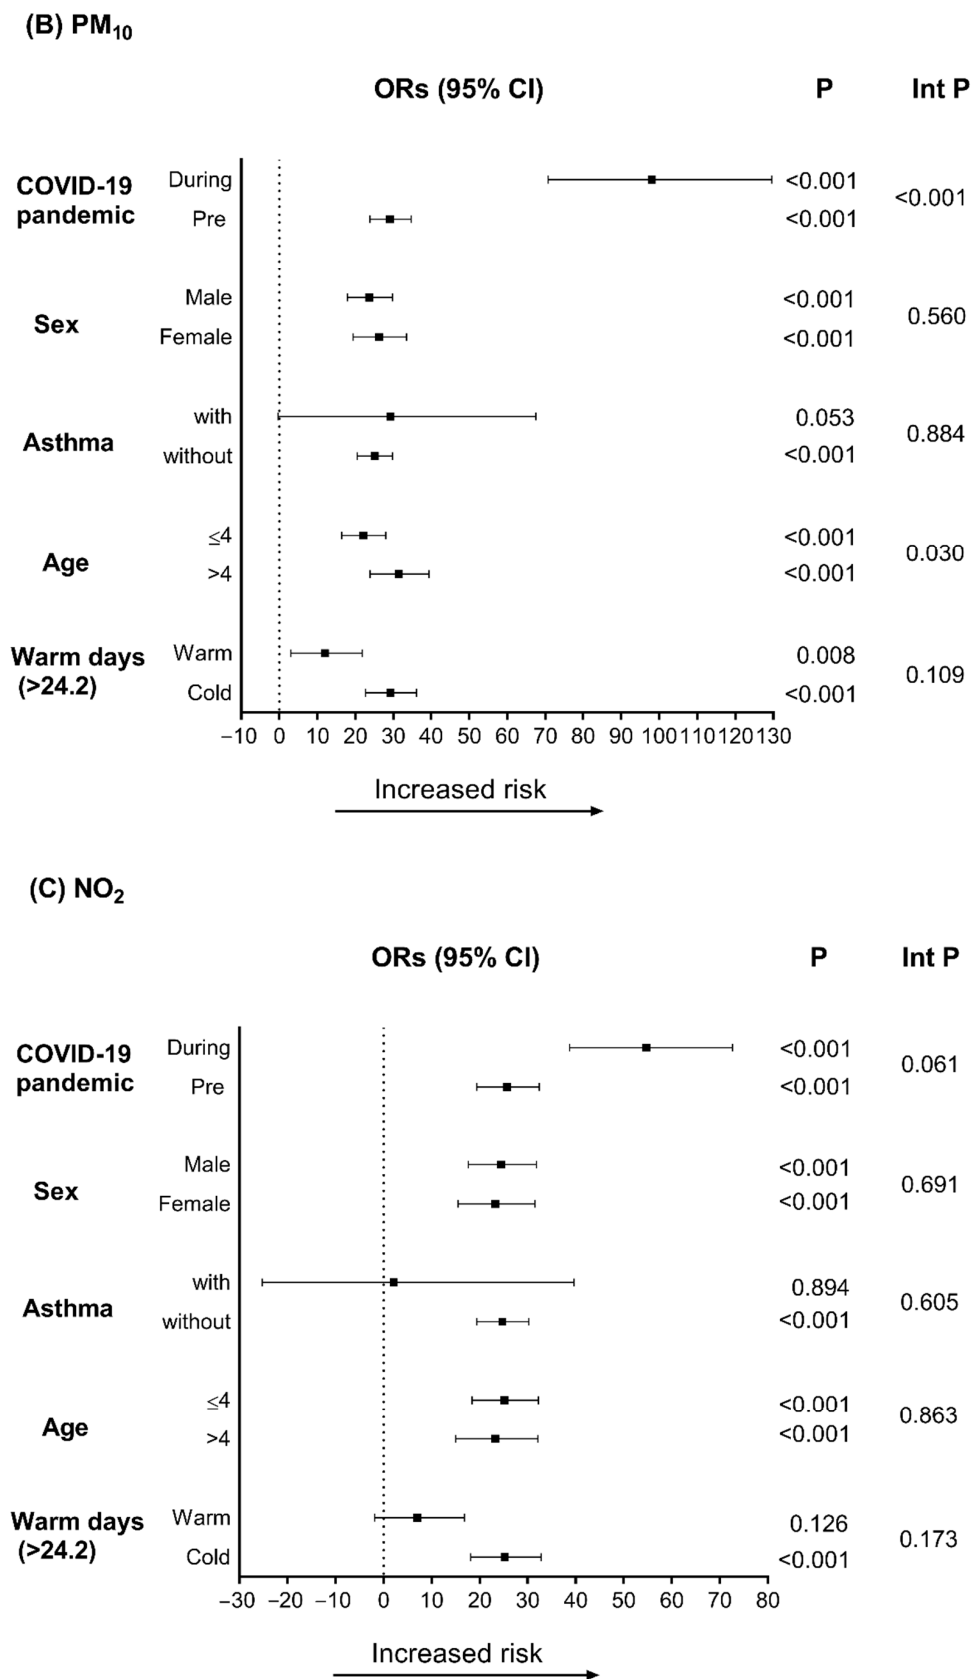 (B) PM₁₀
ORs (95% CI) P Int P
COVID-19 pandemic During <0.001 <0.001
Pre <0.001
Sex Male <0.001 0.560
Female <0.001
Asthma with 0.053 0.884
without <0.001
Age ≤4 <0.001 0.030
>4 <0.001
Warm days (>24.2) Warm 0.008 0.109
Cold <0.001
−10 0 10 20 30 40 50 60 70 80 90 100 110 120 130
Increased risk
(C) NO₂
ORs (95% CI) P Int P
COVID-19 pandemic During <0.001 0.061
Pre <0.001
Sex Male <0.001 0.691
Female <0.001
Asthma with 0.894 0.605
without <0.001
Age ≤4 <0.001 0.863
>4 <0.001
Warm days (>24.2) Warm 0.126 0.173
Cold <0.001
−30 −20 −10 0 10 20 30 40 50 60 70 80
Increased risk